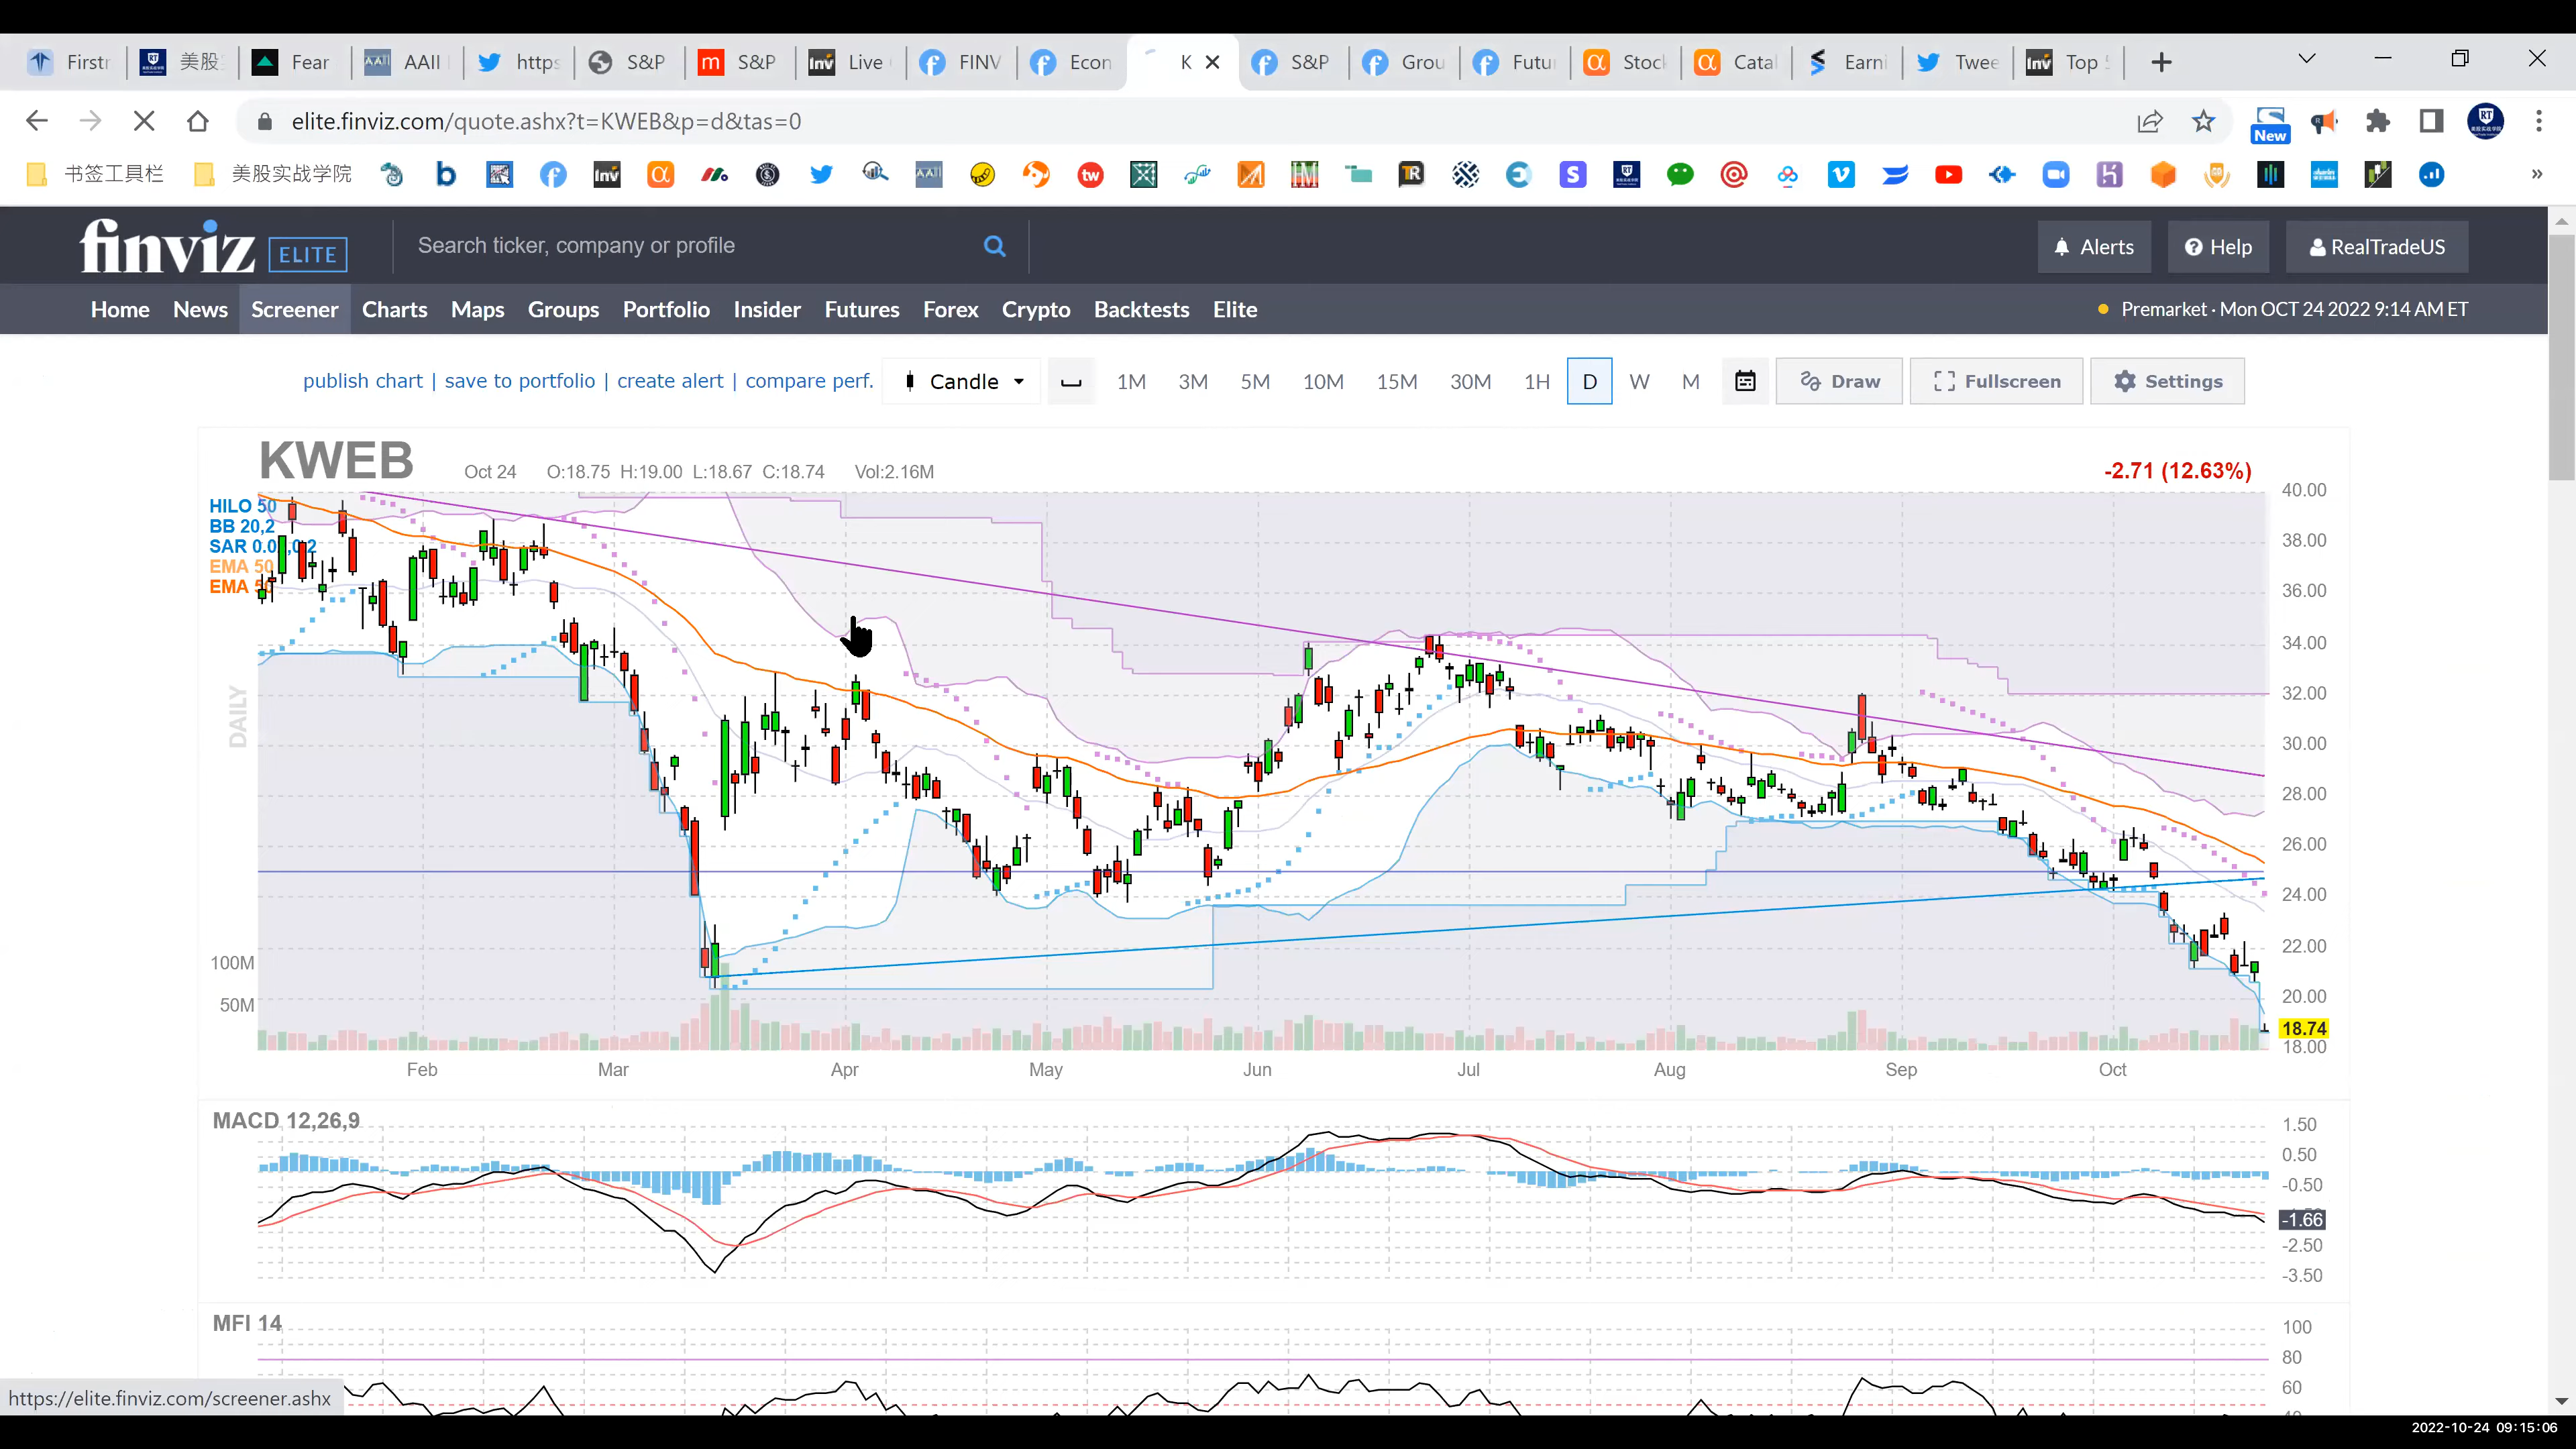 Firstr
美股
Fear
AAII
https
S&P
S&P
Live
FINV
Econ
K
S&P
Grou
Futu
Stock
Catal
Earni
Twee
Top
elite.finviz.com/quote.ashx?t=KWEB&p=d&tas=0
New
书签工具栏
美股实战学院
finviz ELITE
Search ticker, company or profile
Alerts
Help
RealTradeUS
Home News Screener Charts Maps Groups Portfolio Insider Futures Forex Crypto Backtests Elite
Premarket · Mon OCT 24 2022 9:14 AM ET
publish chart | save to portfolio | create alert | compare perf.
Candle
1M 3M 5M 10M 15M 30M 1H D W M
Draw
Fullscreen
Settings
KWEB
Oct 24 O:18.75 H:19.00 L:18.67 C:18.74 Vol:2.16M
-2.71 (12.63%)
HILO 50
BB 20,2
EMA 50
DAILY
40.00
38.00
36.00
34.00
32.00
30.00
28.00
26.00
24.00
22.00
20.00
18.74
18.00
100M
50M
Feb Mar Apr May Jun Jul Aug Sep Oct
MACD 12,26,9
1.50
0.50
-0.50
-1.66
-2.50
-3.50
MFI 14
100
80
60
https://elite.finviz.com/screener.ashx
2022-10-24 09:15:06